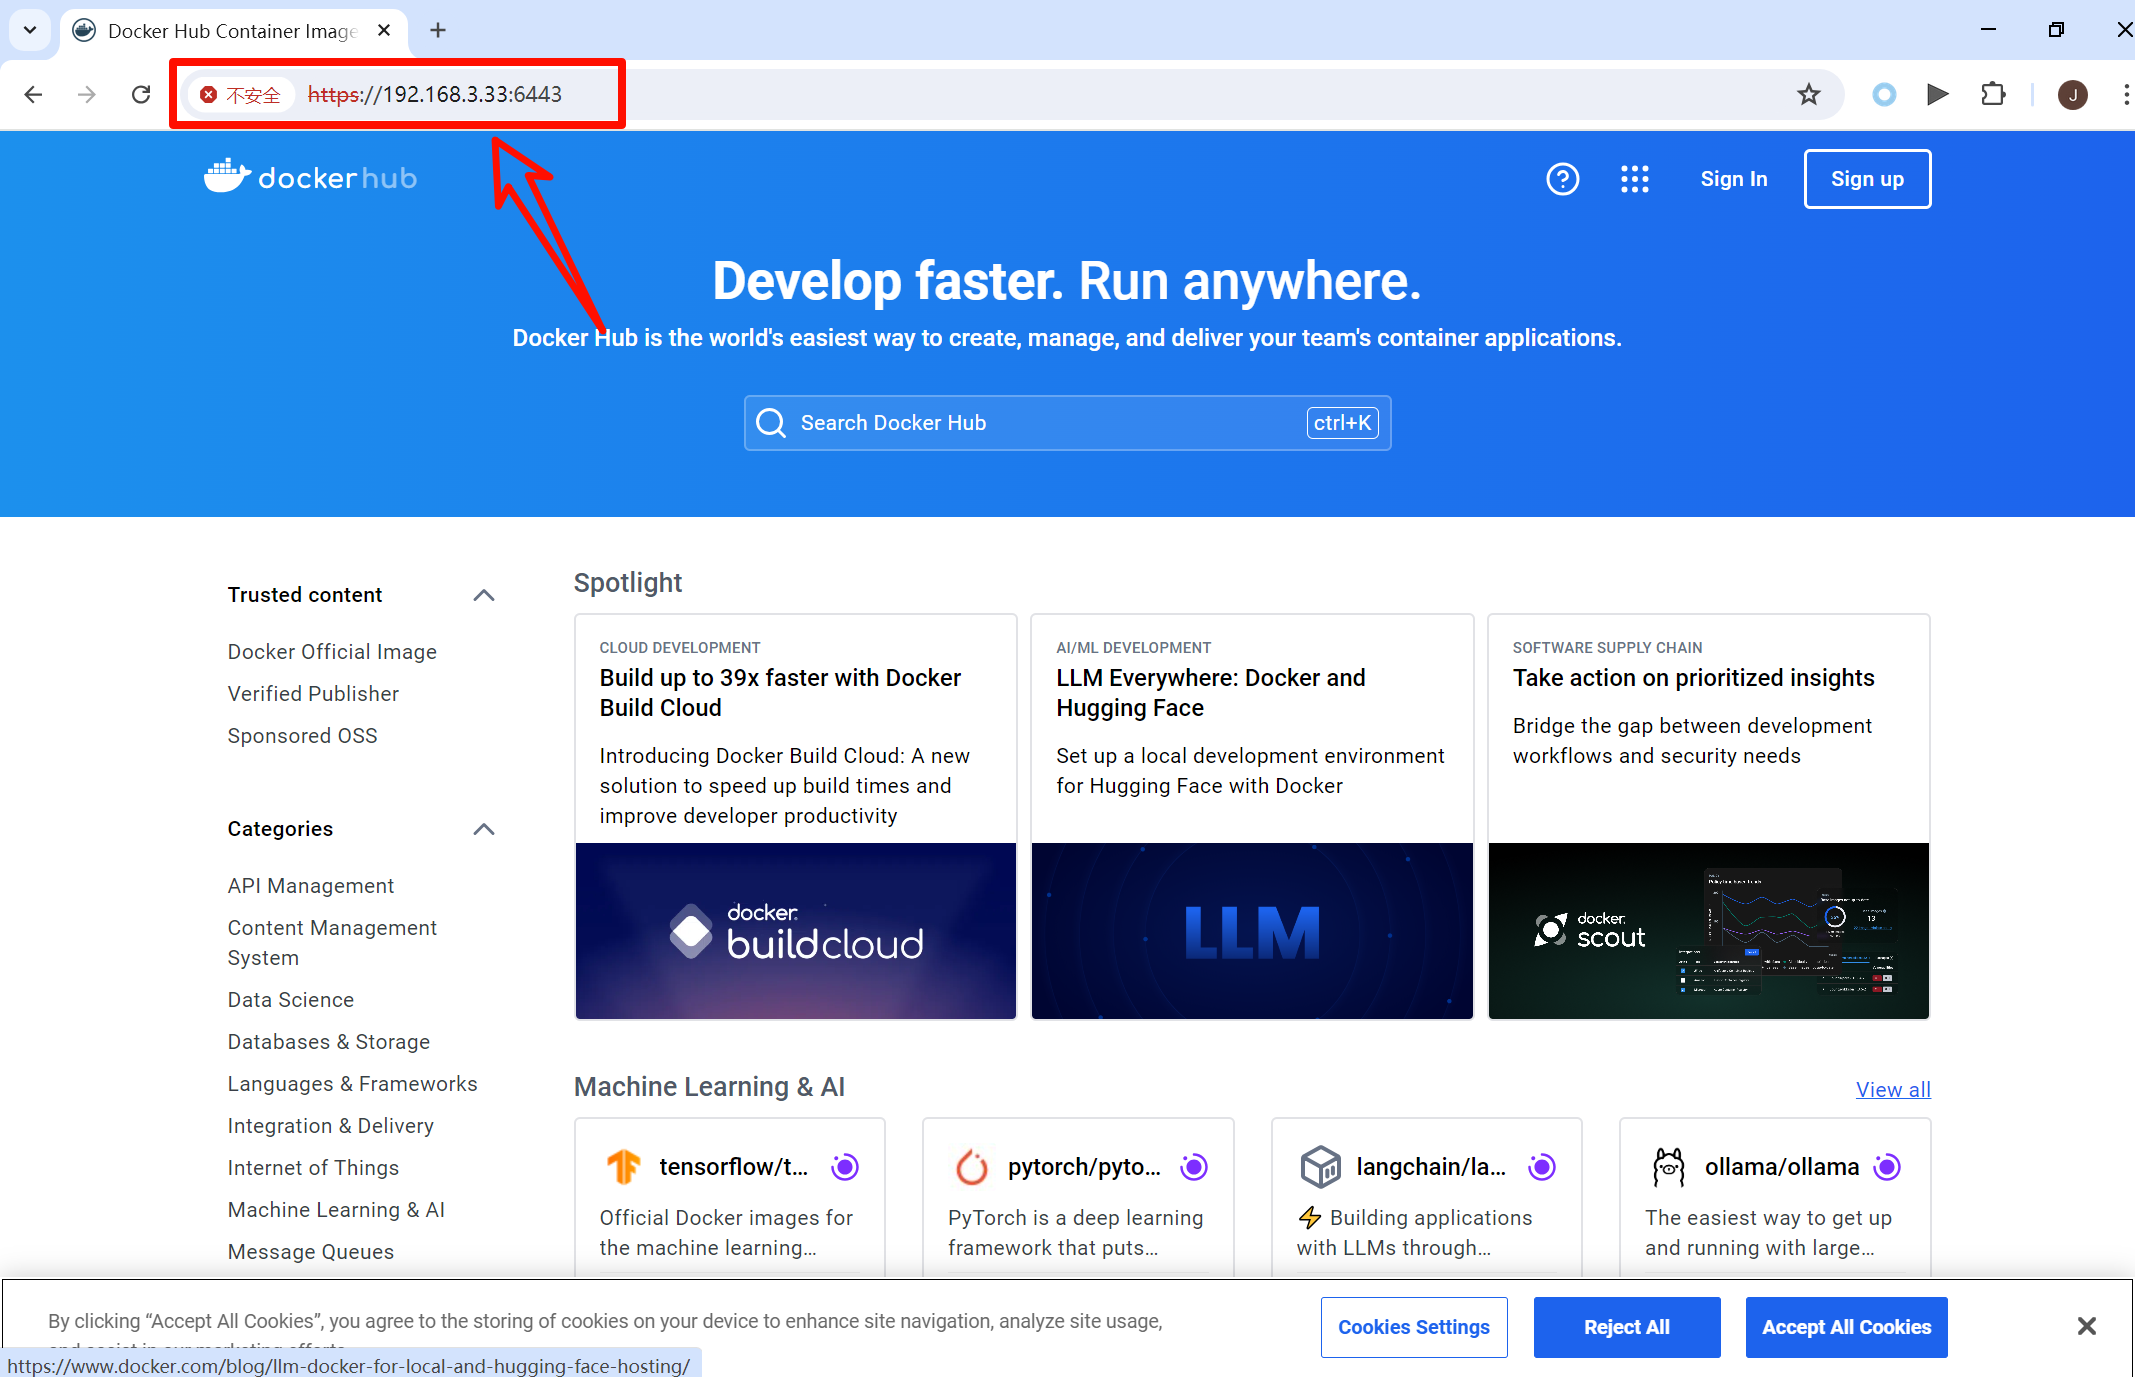 Docker Hub Container Image
不安全 https://192.168.3.33:6443
J
docker hub
Sign In
Sign up
Develop faster. Run anywhere.
Docker Hub is the world's easiest way to create, manage, and deliver your team's container applications.
Search Docker Hub
ctrl+K
Trusted content
Docker Official Image
Verified Publisher
Sponsored OSS
Categories
API Management
Content Management
System
Data Science
Databases & Storage
Languages & Frameworks
Integration & Delivery
Internet of Things
Machine Learning & AI
Message Queues
Spotlight
CLOUD DEVELOPMENT
Build up to 39x faster with Docker
Build Cloud
Introducing Docker Build Cloud: A new
solution to speed up build times and
improve developer productivity
docker
buildcloud
AI/ML DEVELOPMENT
LLM Everywhere: Docker and
Hugging Face
Set up a local development environment
for Hugging Face with Docker
LLM
SOFTWARE SUPPLY CHAIN
Take action on prioritized insights
Bridge the gap between development
workflows and security needs
docker
scout
13
Machine Learning & AI
View all
tensorflow/t...
Official Docker images for
the machine learning...
pytorch/pyto...
PyTorch is a deep learning
framework that puts...
langchain/la...
⚡ Building applications
with LLMs through...
ollama/ollama
The easiest way to get up
and running with large...
By clicking “Accept All Cookies”, you agree to the storing of cookies on your device to enhance site navigation, analyze site usage,
and assist in our marketing efforts.
Cookies Settings
Reject All
Accept All Cookies
https://www.docker.com/blog/llm-docker-for-local-and-hugging-face-hosting/